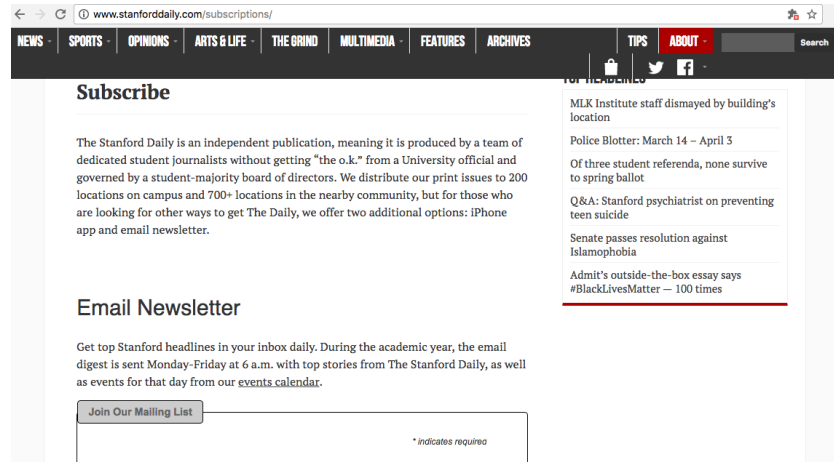 www.stanforddaily.com/subscriptions/
NEWS SPORTS OPINIONS ARTS & LIFE THE GRIND MULTIMEDIA FEATURES ARCHIVES TIPS ABOUT Search
Subscribe
The Stanford Daily is an independent publication, meaning it is produced by a team of
dedicated student journalists without getting “the o.k.” from a University official and
governed by a student-majority board of directors. We distribute our print issues to 200
locations on campus and 700+ locations in the nearby community, but for those who
are looking for other ways to get The Daily, we offer two additional options: iPhone
app and email newsletter.
Email Newsletter
Get top Stanford headlines in your inbox daily. During the academic year, the email
digest is sent Monday-Friday at 6 a.m. with top stories from The Stanford Daily, as well
as events for that day from our events calendar.
Join Our Mailing List
* indicates required
TOP HEADLINES
MLK Institute staff dismayed by building’s
location
Police Blotter: March 14 – April 3
Of three student referenda, none survive
to spring ballot
Q&A: Stanford psychiatrist on preventing
teen suicide
Senate passes resolution against
Islamophobia
Admit’s outside-the-box essay says
#BlackLivesMatter — 100 times